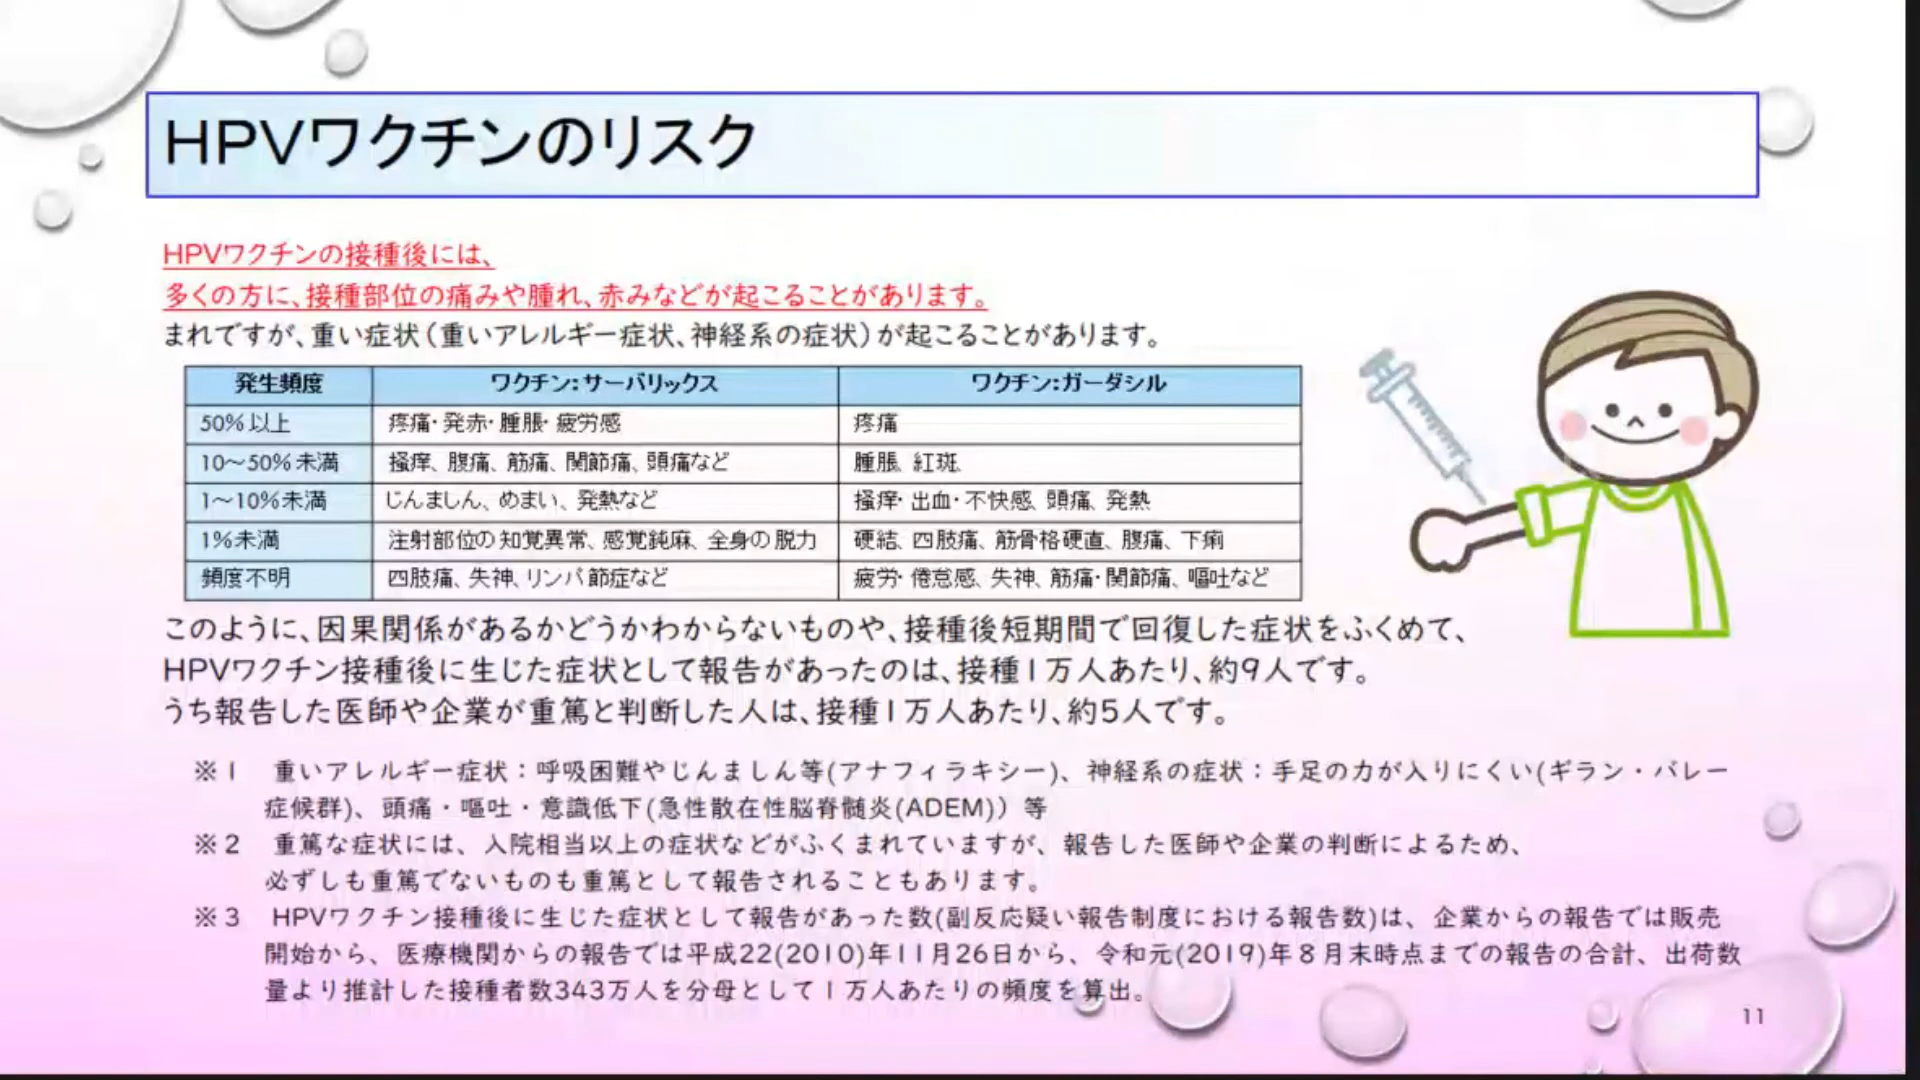 HPVワクチンのリスク
HPVワクチンの接種後には、
多くの方に、接種部位の痛みや腫れ、赤みなどが起こることがあります。
まれですが、重い症状（重いアレルギー症状、神経系の症状）が起こることがあります。
発生頻度 ワクチン：サーバリックス ワクチン：ガーダシル
50%以上 疼痛・発赤・腫脹・疲労感 疼痛
10～50%未満 掻痒、腹痛、筋痛、関節痛、頭痛など 腫脹、紅斑、
1～10%未満 じんましん、めまい、発熱など 掻痒・出血・不快感、頭痛、発熱
1%未満 注射部位の知覚異常、感覚鈍麻、全身の脱力 硬結、四肢痛、筋骨格硬直、腹痛、下痢
頻度不明 四肢痛、失神、リンパ節症など 疲労・倦怠感、失神、筋痛・関節痛、嘔吐など
このように、因果関係があるかどうかわからないものや、接種後短期間で回復した症状をふくめて、
HPVワクチン接種後に生じた症状として報告があったのは、接種1万人あたり、約9人です。
うち報告した医師や企業が重篤と判断した人は、接種1万人あたり、約5人です。
※1 重いアレルギー症状：呼吸困難やじんましん等(アナフィラキシー)、神経系の症状：手足の力が入りにくい(ギラン・バレー
症候群)、頭痛・嘔吐・意識低下(急性散在性脳脊髄炎(ADEM)）等
※2 重篤な症状には、入院相当以上の症状などがふくまれていますが、報告した医師や企業の判断によるため、
必ずしも重篤でないものも重篤として報告されることもあります。
※3 HPVワクチン接種後に生じた症状として報告があった数(副反応疑い報告制度における報告数)は、企業からの報告では販売
開始から、医療機関からの報告では平成22(2010)年11月26日から、令和元(2019)年8月末時点までの報告の合計、出荷数
量より推計した接種者数343万人を分母として1万人あたりの頻度を算出。
11